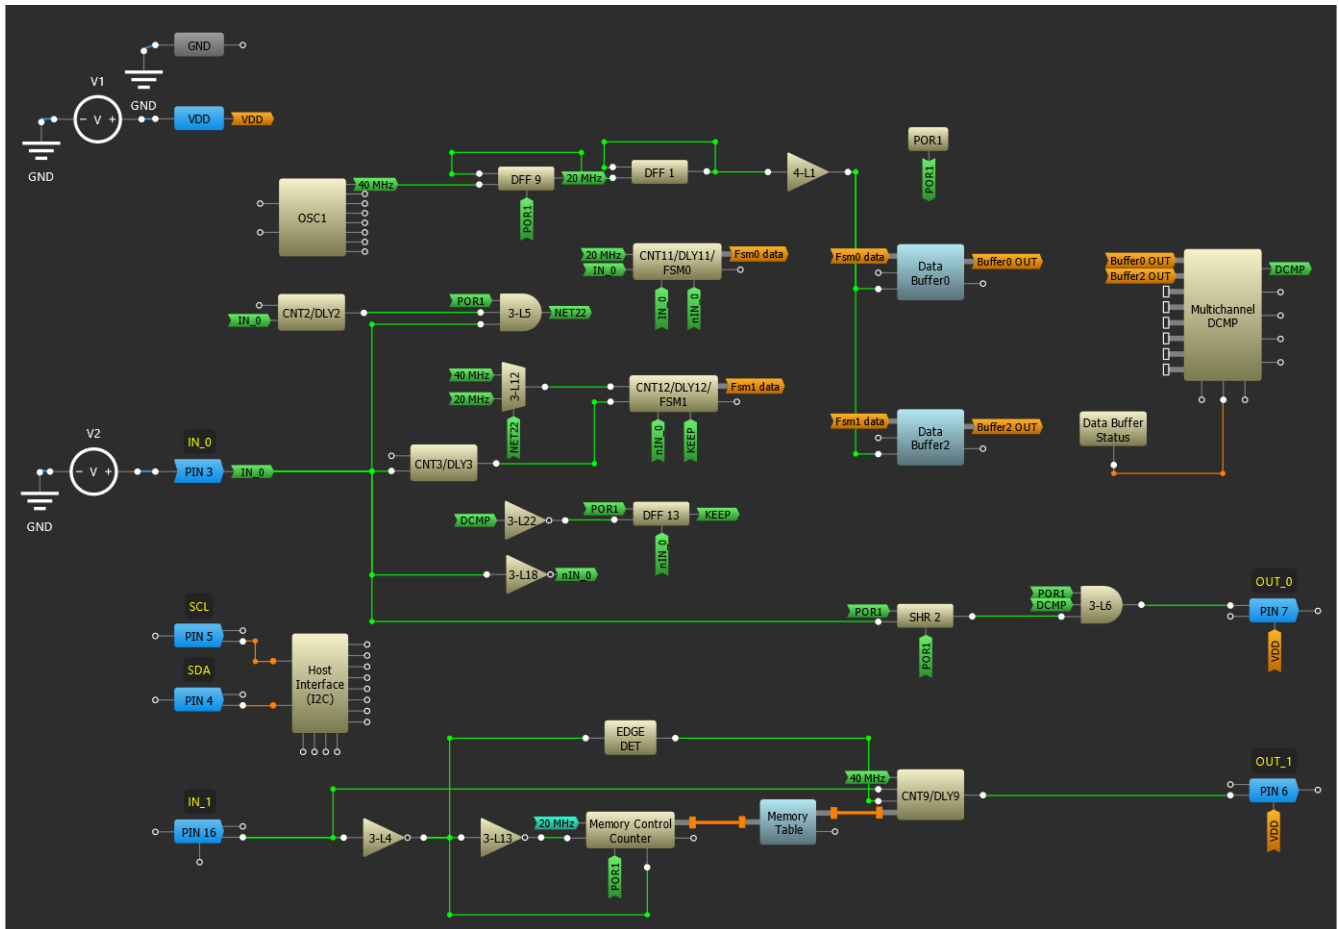 GND
V1
− V +
GND
VDD
VDD
GND
POR1
40 MHz
DFF 9
20 MHz
DFF 1
4-L1
POR1
OSC1
POR1
20 MHz
IN_0
CNT11/DLY11/
FSM0
Fsm0 data
IN_0
nIN_0
Fsm0 data
Data
Buffer0
Buffer0 OUT
Buffer0 OUT
Buffer2 OUT
Multichannel
DCMP
DCMP
IN_0
CNT2/DLY2
POR1
3-L5
NET22
40 MHz
20 MHz
3-L12
NET22
CNT12/DLY12/
FSM1
Fsm1 data
nIN_0
KEEP
Fsm1 data
Data
Buffer2
Buffer2 OUT
Data Buffer
Status
V2
− V +
GND
IN_0
PIN 3
IN_0
CNT3/DLY3
DCMP
3-L22
POR1
DFF 13
KEEP
nIN_0
3-L18
nIN_0
POR1
SHR 2
POR1
POR1
DCMP
3-L6
OUT_0
PIN 7
VDD
SCL
PIN 5
SDA
PIN 4
Host
Interface
(I2C)
EDGE
DET
IN_1
PIN 16
3-L4
3-L13
20 MHz
Memory Control
Counter
POR1
Memory
Table
40 MHz
CNT9/DLY9
OUT_1
PIN 6
VDD